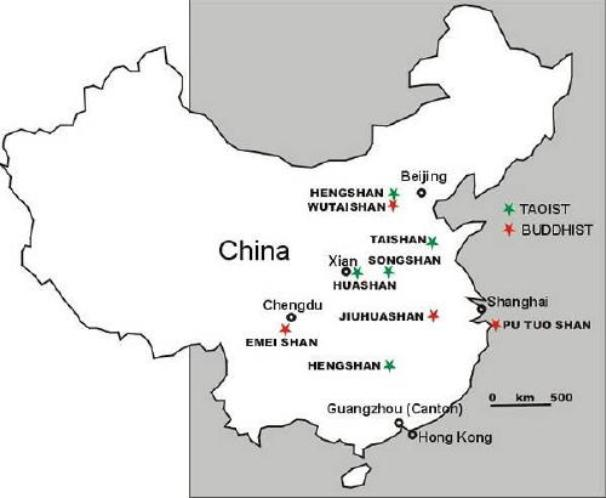 Beijing
HENGSHAN
WUTAISHAN
TAOIST
BUDDHIST
TAISHAN
China
Xian
SONGSHAN
HUASHAN
Chengdu
Shanghai
JIUHUASHAN
PU TUO SHAN
EMEI SHAN
HENGSHAN
0 km 500
Guangzhou (Canton)
Hong Kong